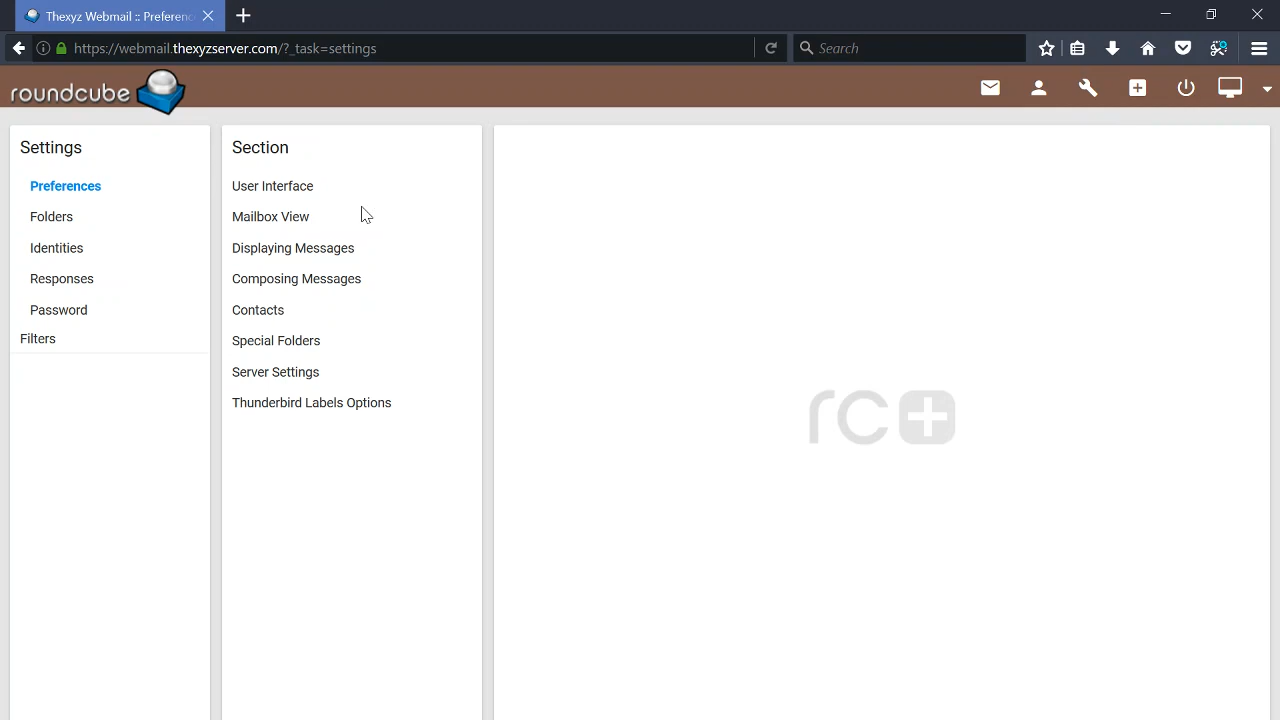 Thexyz Webmail :: Preferenc
https://webmail.thexyzserver.com/?_task=settings
Search
roundcube
Settings
Preferences
Folders
Identities
Responses
Password
Filters
Section
User Interface
Mailbox View
Displaying Messages
Composing Messages
Contacts
Special Folders
Server Settings
Thunderbird Labels Options
rc+